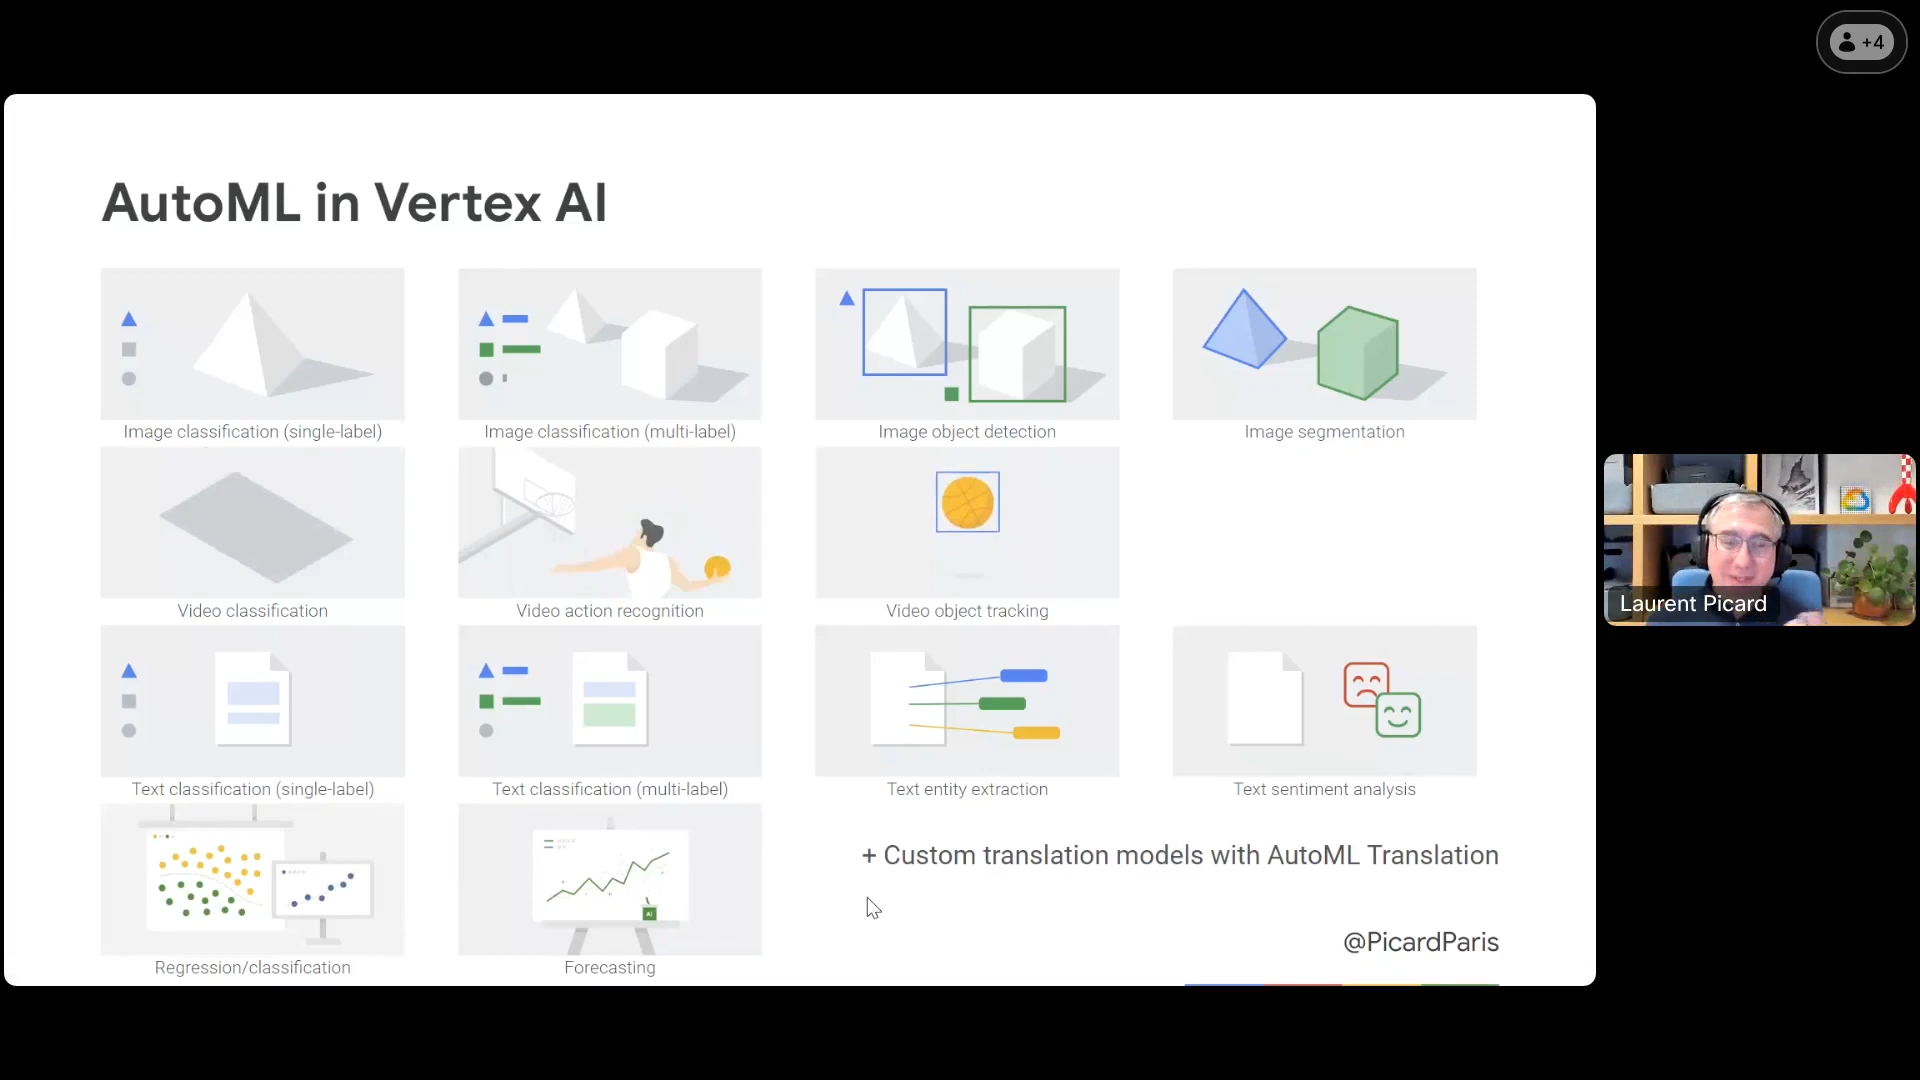 +4
AutoML in Vertex AI
Image classification (single-label)
Image classification (multi-label)
Image object detection
Image segmentation
Video classification
Video action recognition
Video object tracking
Laurent Picard
Text classification (single-label)
Text classification (multi-label)
Text entity extraction
Text sentiment analysis
+ Custom translation models with AutoML Translation
AI
@PicardParis
Regression/classification
Forecasting